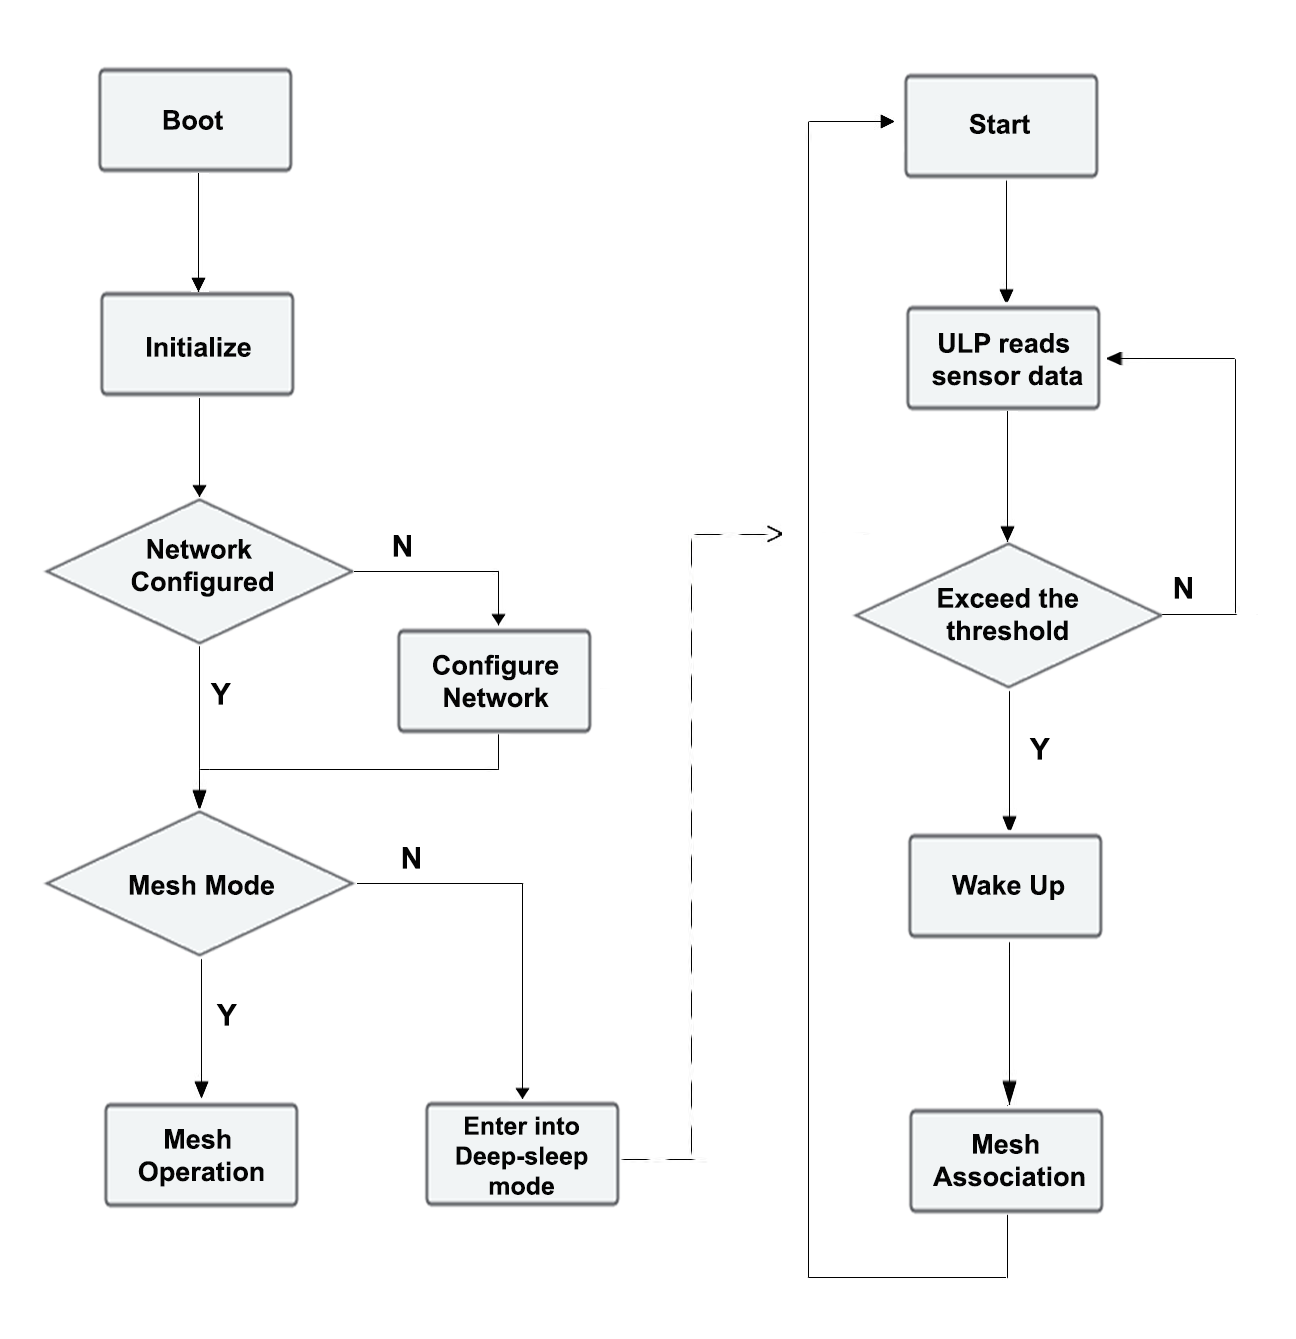 Boot
Initialize
Network
Configured
N
Configure
Network
Y
Mesh Mode
N
Y
Mesh
Operation
Enter into
Deep-sleep
mode
Start
ULP reads
sensor data
Exceed the
threshold
N
Y
Wake Up
Mesh
Association